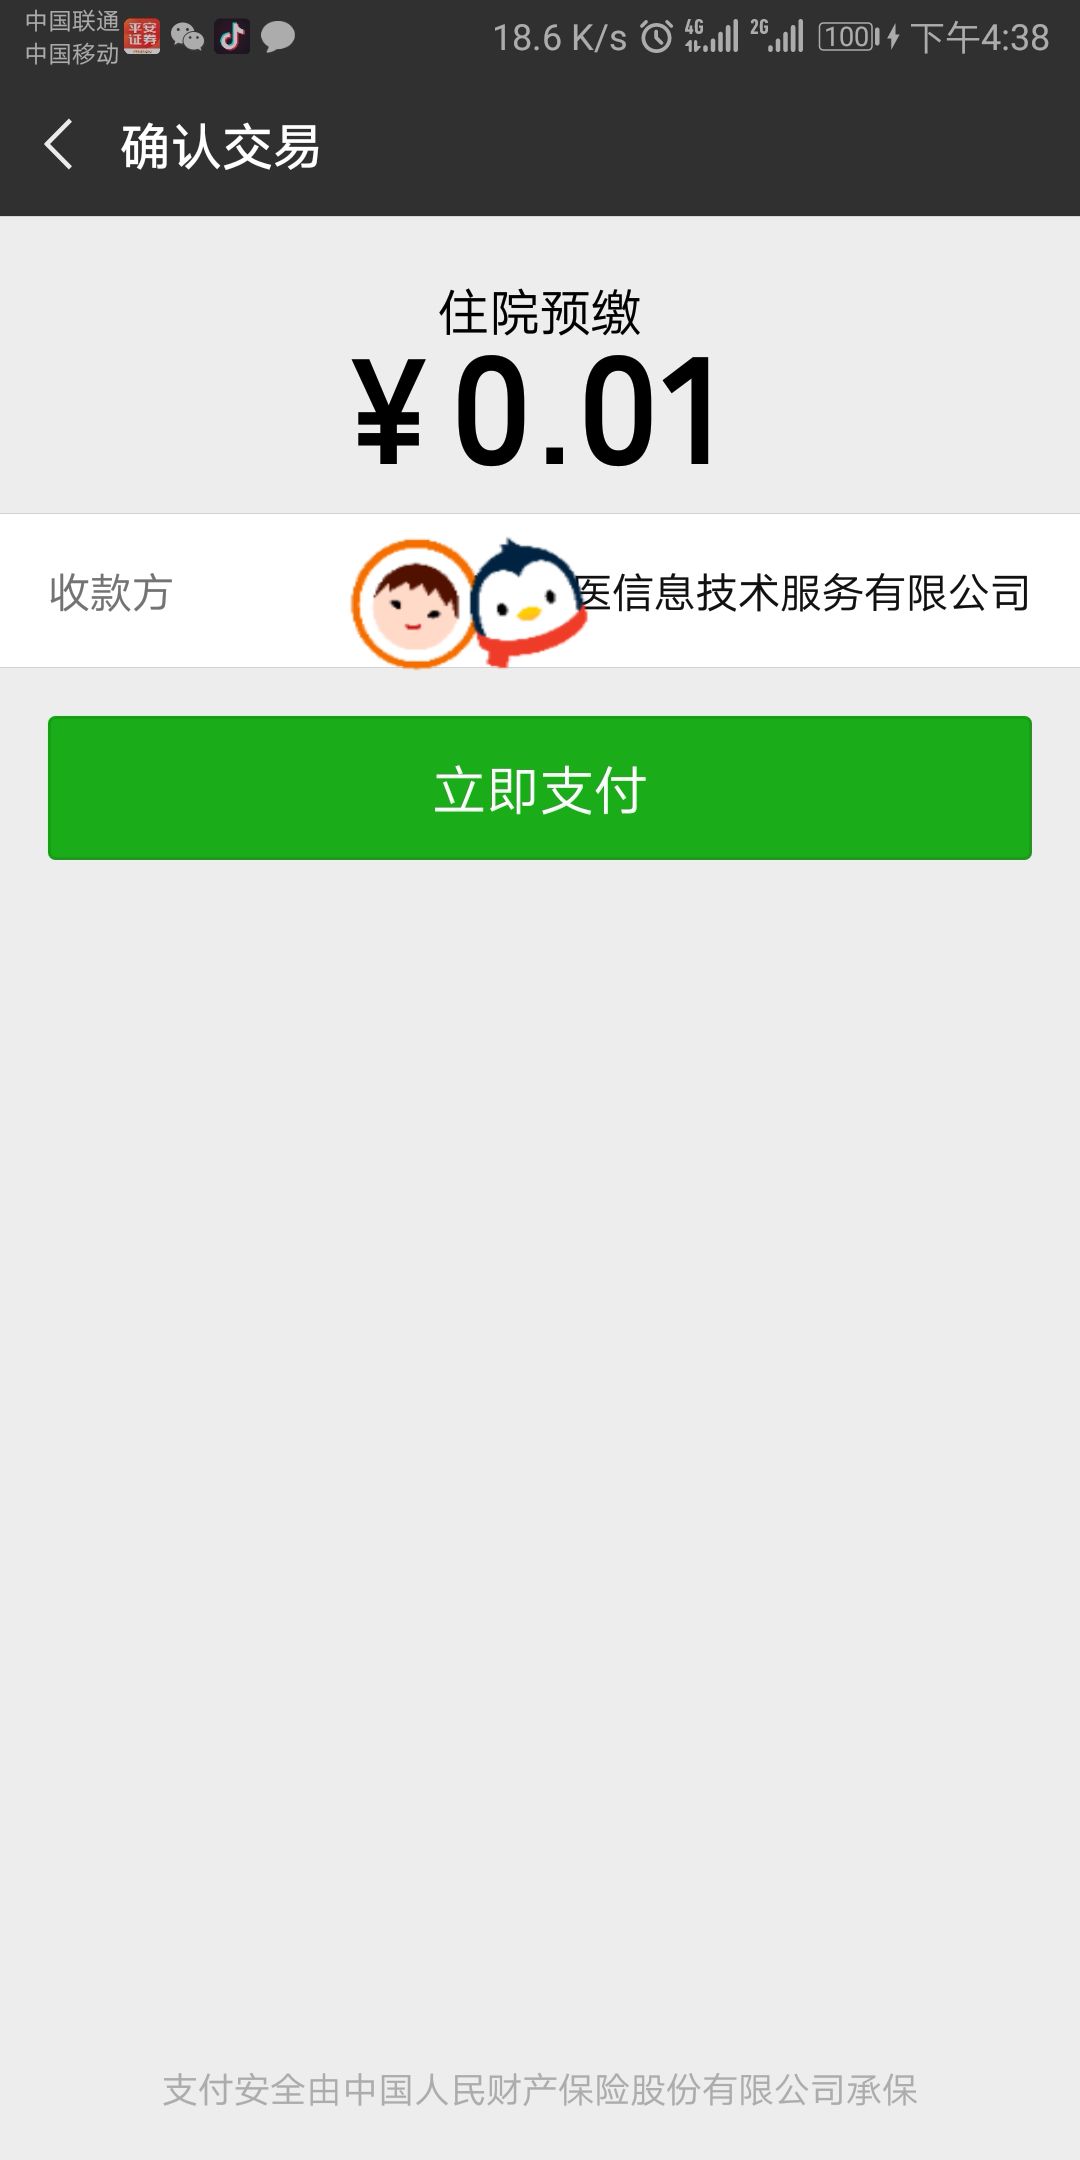 中国联通
中国移动
18.6 K/s 4G 2G 100 下午4:38
平安证券
确认交易
住院预缴
¥0.01
收款方 医信息技术服务有限公司
立即支付
支付安全由中国人民财产保险股份有限公司承保